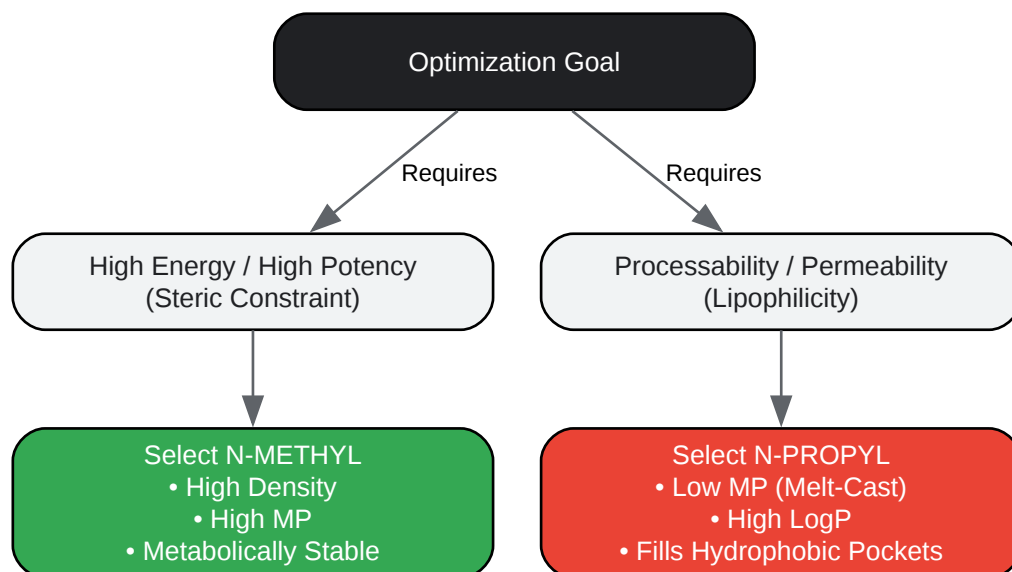 Optimization Goal
Requires
Requires
High Energy / High Potency
(Steric Constraint)
Processability / Permeability
(Lipophilicity)
Select N-METHYL
• High Density
• High MP
• Metabolically Stable
Select N-PROPYL
• Low MP (Melt-Cast)
• High LogP
• Fills Hydrophobic Pockets